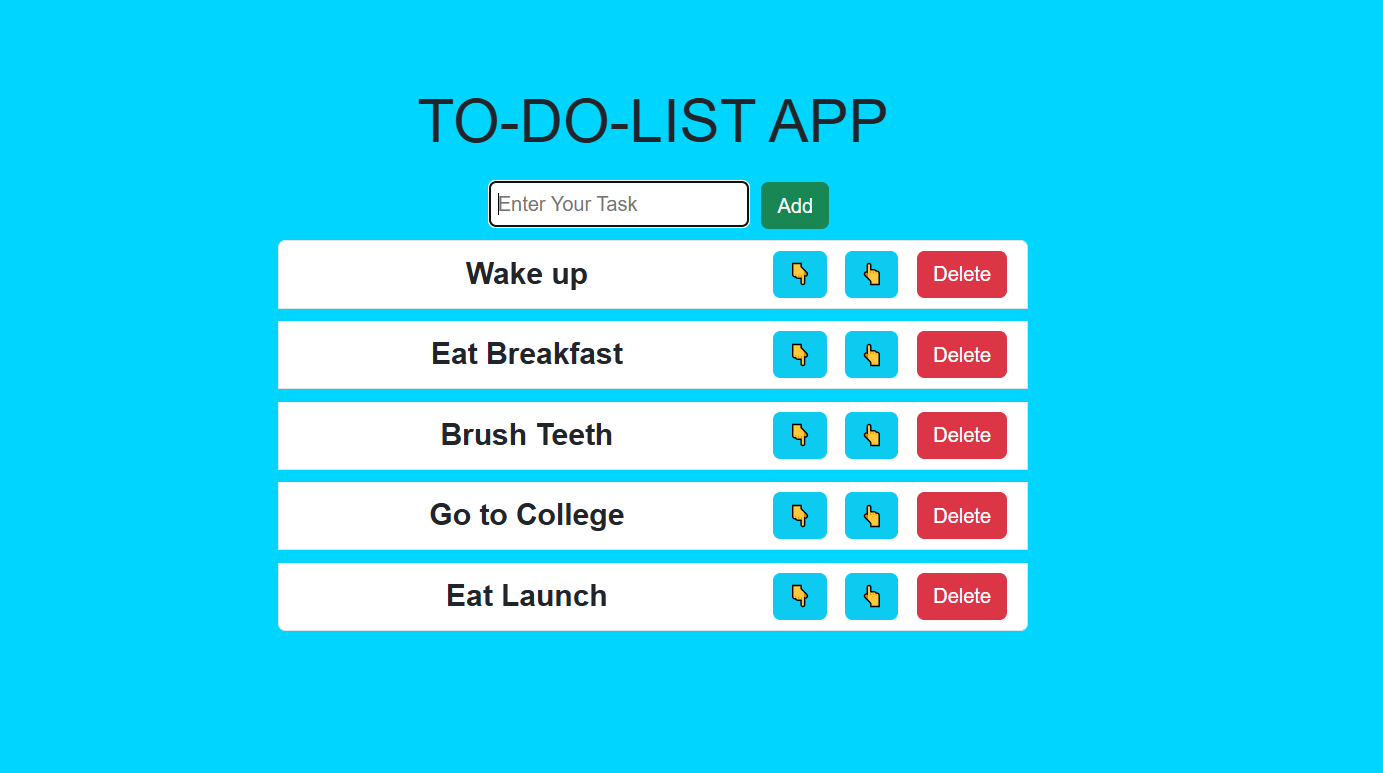 TO-DO-LIST APP
Enter Your Task Add
Wake up 👇 👆 Delete
Eat Breakfast 👇 👆 Delete
Brush Teeth 👇 👆 Delete
Go to College 👇 👆 Delete
Eat Launch 👇 👆 Delete